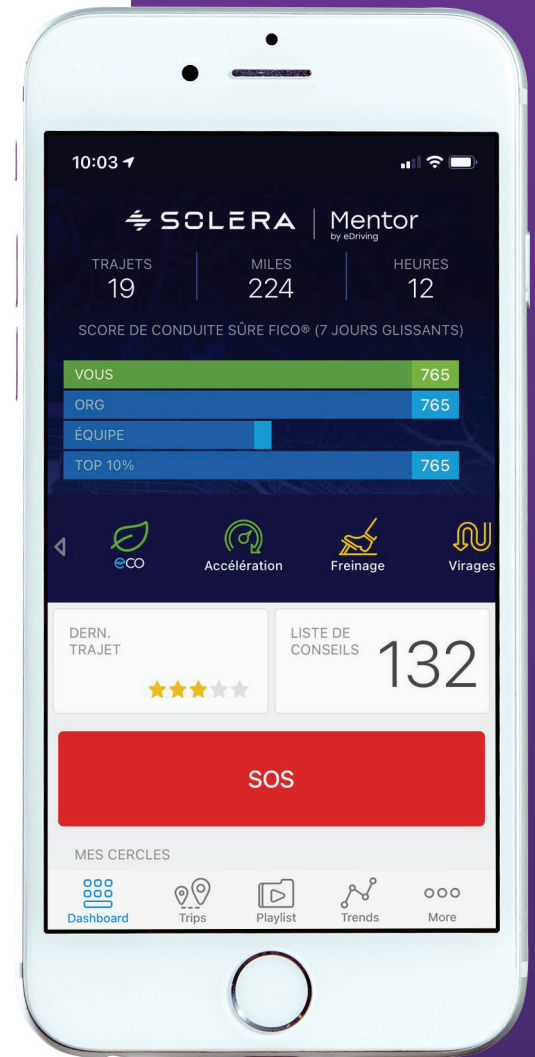 10:03
SOLERA | Mentor
by eDriving
TRAJETS MILES HEURES
19 224 12
SCORE DE CONDUITE SÛRE FICO® (7 JOURS GLISSANTS)
VOUS 765
ORG 765
ÉQUIPE
TOP 10% 765
eco Accélération Freinage Virages
DERN.
TRAJET
LISTE DE
CONSEILS
132
SOS
MES CERCLES
Dashboard Trips Playlist Trends More